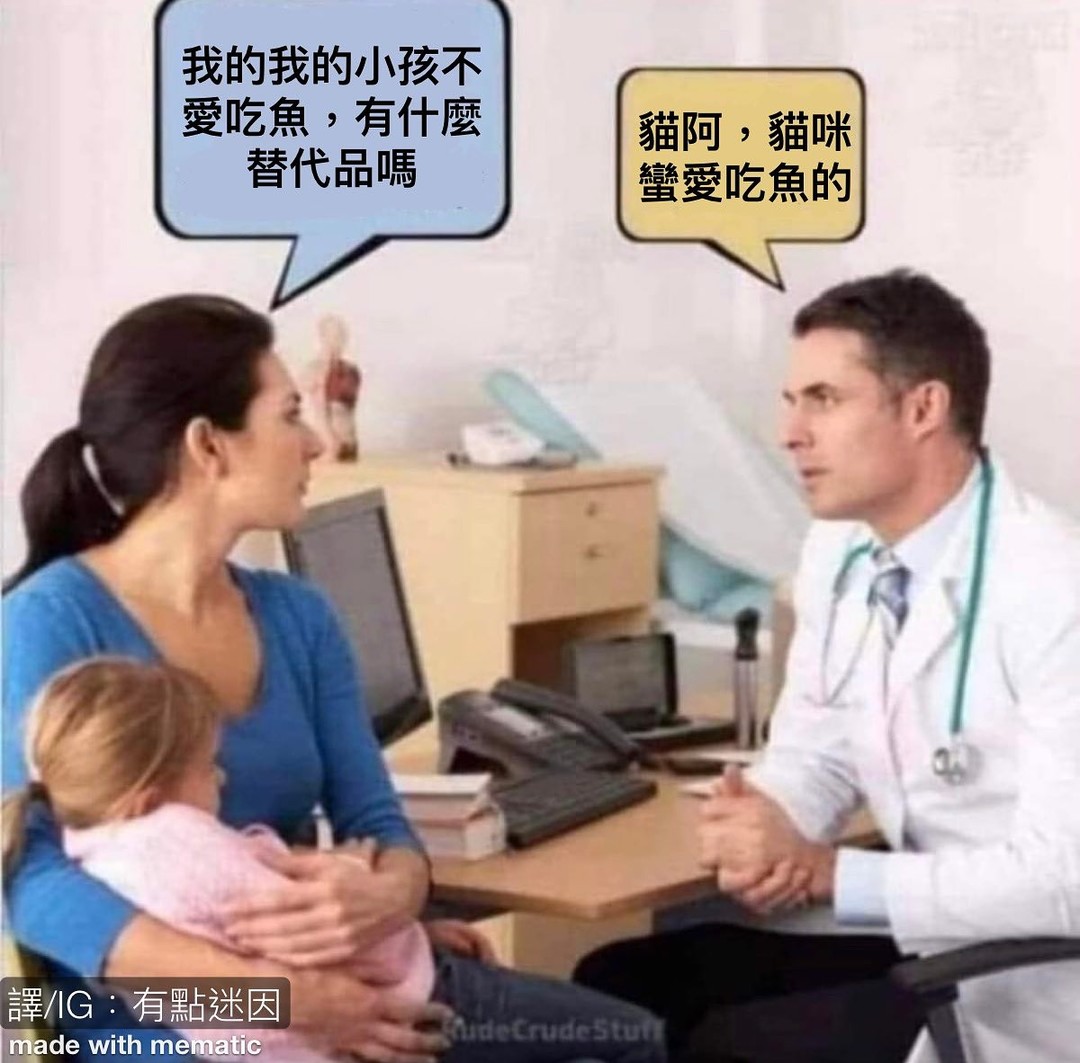 我的我的小孩不
愛吃魚，有什麼
替代品嗎
貓阿，貓咪
蠻愛吃魚的
譯/IG：有點迷因
made with mematic
RudeCrudeStuff